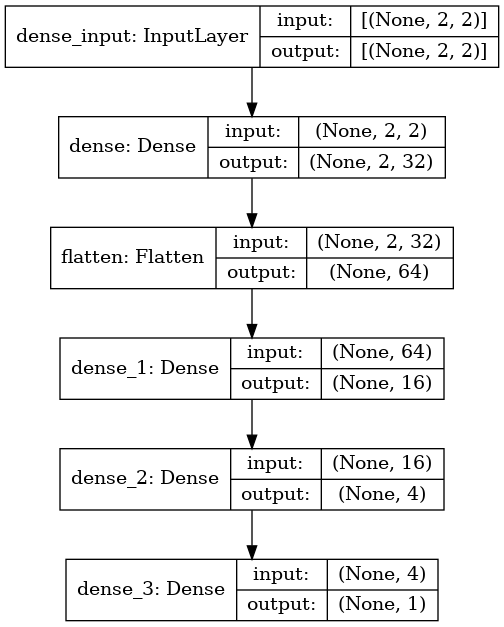 dense_input: InputLayer
input: [(None, 2, 2)]
output: [(None, 2, 2)]
dense: Dense
input: (None, 2, 2)
output: (None, 2, 32)
flatten: Flatten
input: (None, 2, 32)
output: (None, 64)
dense_1: Dense
input: (None, 64)
output: (None, 16)
dense_2: Dense
input: (None, 16)
output: (None, 4)
dense_3: Dense
input: (None, 4)
output: (None, 1)